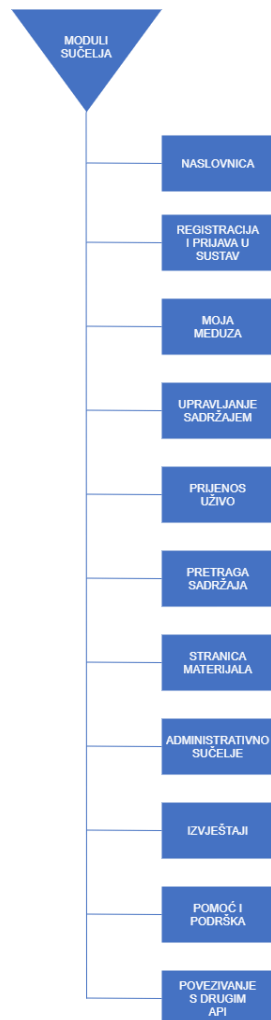 MODULI
SUČELJA
NASLOVNICA
REGISTRACIJA
I PRIJAVA U
SUSTAV
MOJA
MEDUZA
UPRAVLJANJE
SADRŽAJEM
PRIJENOS
UŽIVO
PRETRAGA
SADRŽAJA
STRANICA
MATERIJALA
ADMINISTRATIVNO
SUČELJE
IZVJEŠTAJI
POMOĆ I
PODRŠKA
POVEZIVANJE
S DRUGIM
API